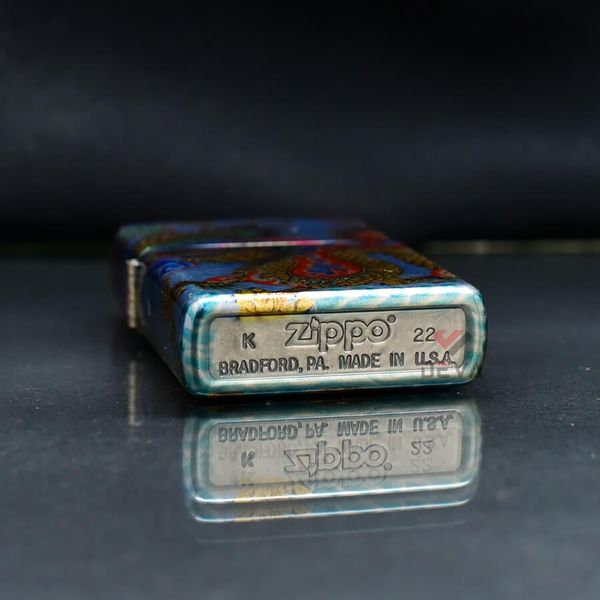 K Zippo® 22
BRADFORD, PA. MADE IN U.S.A.